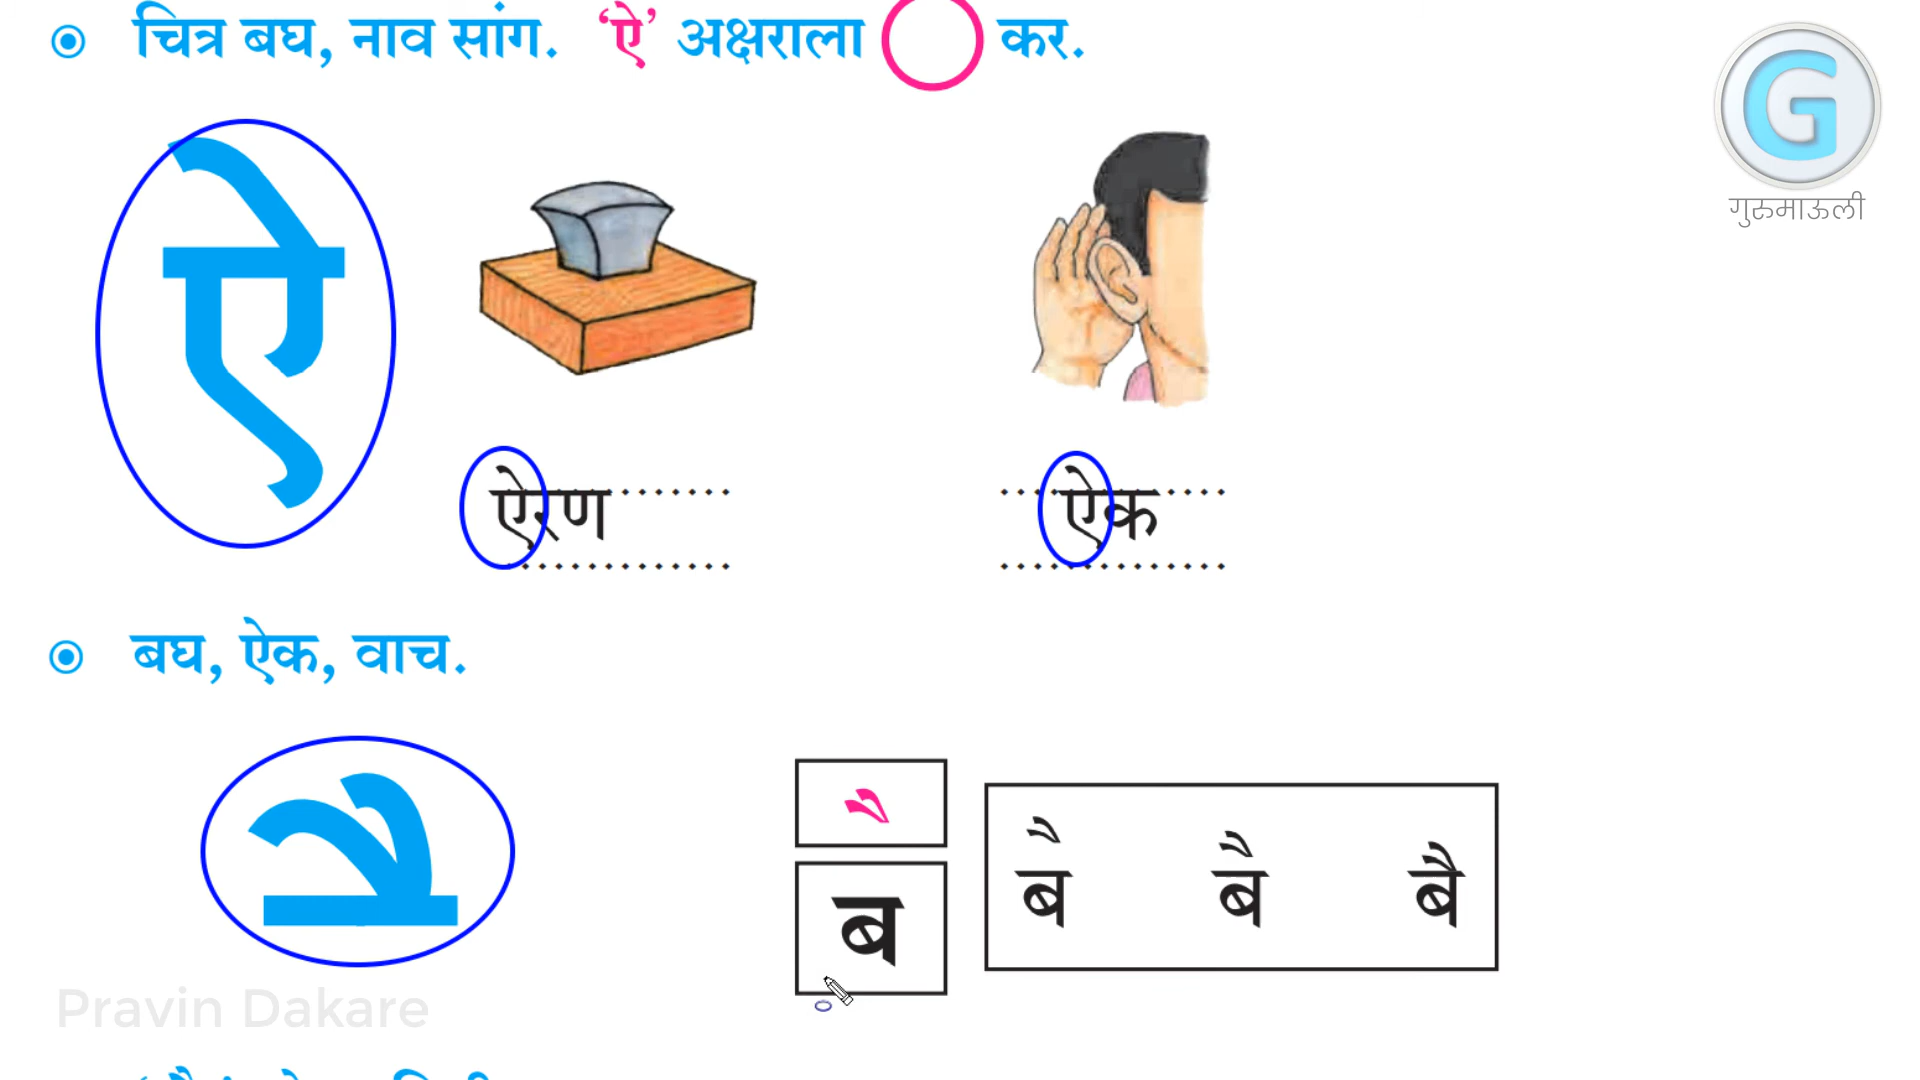 चित्र बघ, नाव सांग. ‘ऐ’ अक्षराला ◯ कर.
G
गुरुमाऊली
ऐ
ऐरण ऐक
बघ, ऐक, वाच.
ै
ै
ब
बै बै बै
Pravin Dakare